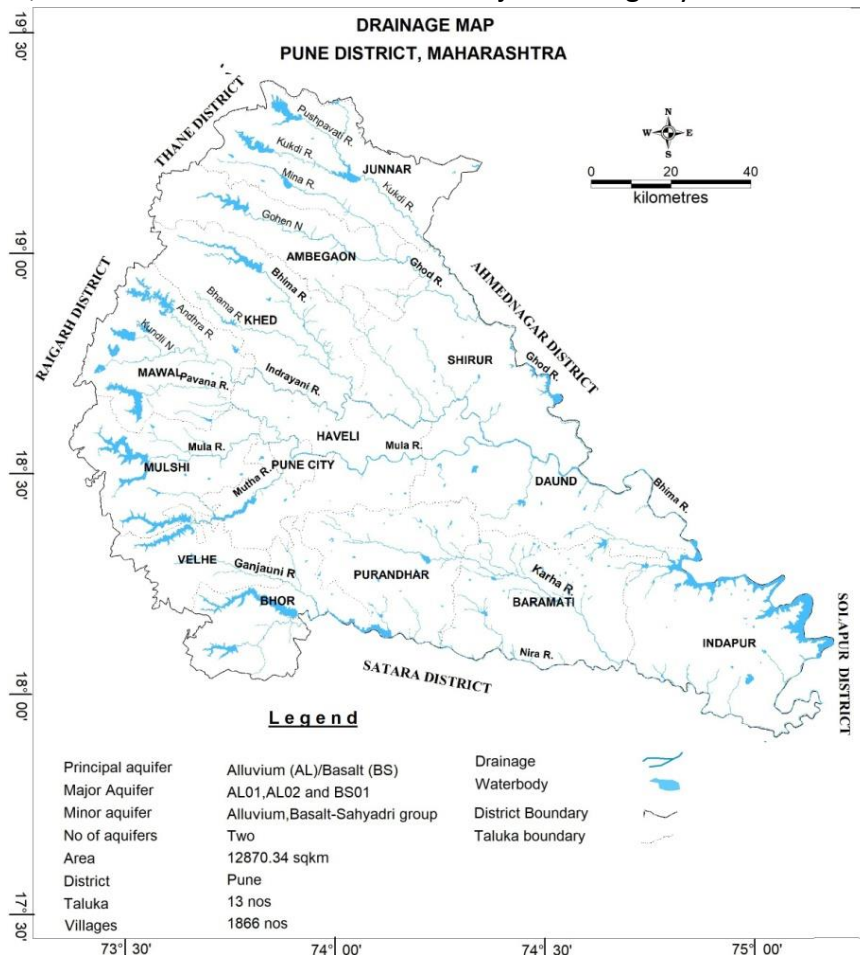 DRAINAGE MAP
PUNE DISTRICT, MAHARASHTRA
19° 30'
19° 00'
18° 30'
18° 00'
17° 30'
THANE DISTRICT
RAIGARH DISTRICT
AHMEDNAGAR DISTRICT
SOLAPUR DISTRICT
SATARA DISTRICT
N
W E
S
0 20 40
kilometres
Pushpavati R.
Kukdi R.
JUNNAR
Mina R.
Kukdi R.
Gohen N
AMBEGAON
Ghod R.
Bhima R.
Bhama R.
KHED
Andhra R.
Kundli N
SHIRUR
Ghod R.
MAWAL
Pavana R.
Indrayani R.
HAVELI
Mula R.
Mula R.
MULSHI
PUNE CITY
Mutha R.
DAUND
Bhima R.
VELHE
Ganjauni R
PURANDHAR
Karha R.
BHOR
BARAMATI
INDAPUR
Nira R.
Legend
Principal aquifer Alluvium (AL)/Basalt (BS)
Major Aquifer AL01,AL02 and BS01
Minor aquifer Alluvium,Basalt-Sahyadri group
No of aquifers Two
Area 12870.34 sqkm
District Pune
Taluka 13 nos
Villages 1866 nos
Drainage
Waterbody
District Boundary
Taluka boundary
73° 30' 74° 00' 74° 30' 75° 00'